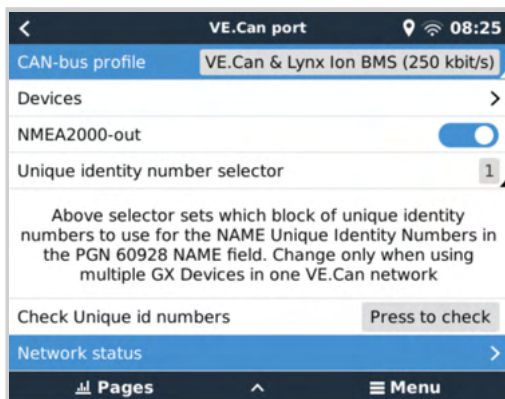 VE.Can port 08:25
CAN-bus profile VE.Can & Lynx Ion BMS (250 kbit/s)
Devices
NMEA2000-out
Unique identity number selector 1
Above selector sets which block of unique identity
numbers to use for the NAME Unique Identity Numbers in
the PGN 60928 NAME field. Change only when using
multiple GX Devices in one VE.Can network
Check Unique id numbers Press to check
Network status
Pages Menu